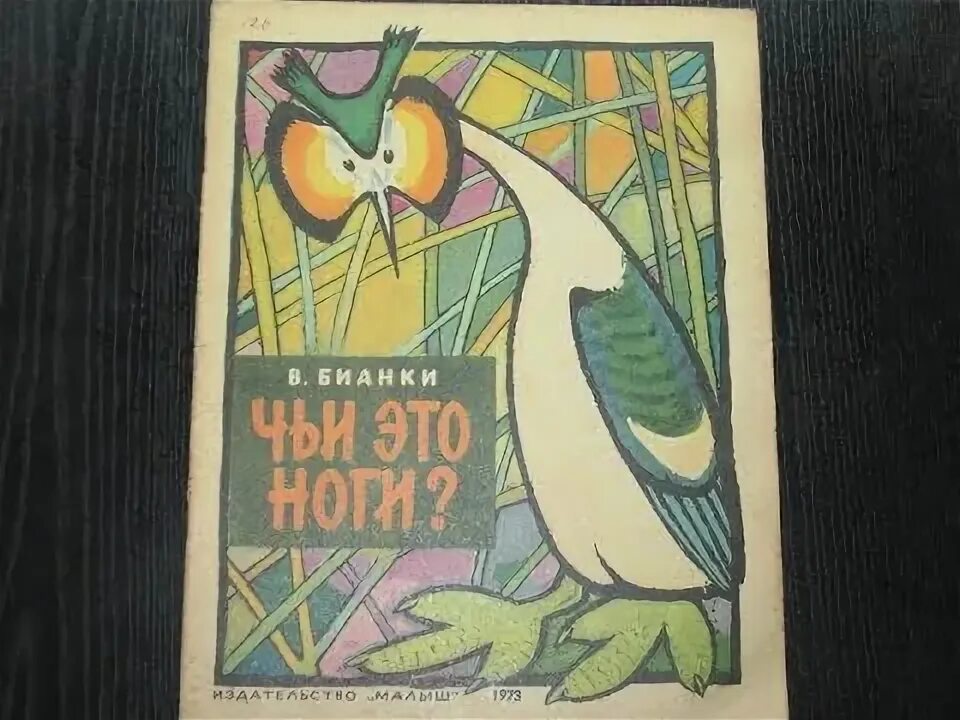 В. БИАНКИ
ЧЬИ ЭТО
НОГИ?
ИЗДАТЕЛЬСТВО „МАЛЫШ" 1973